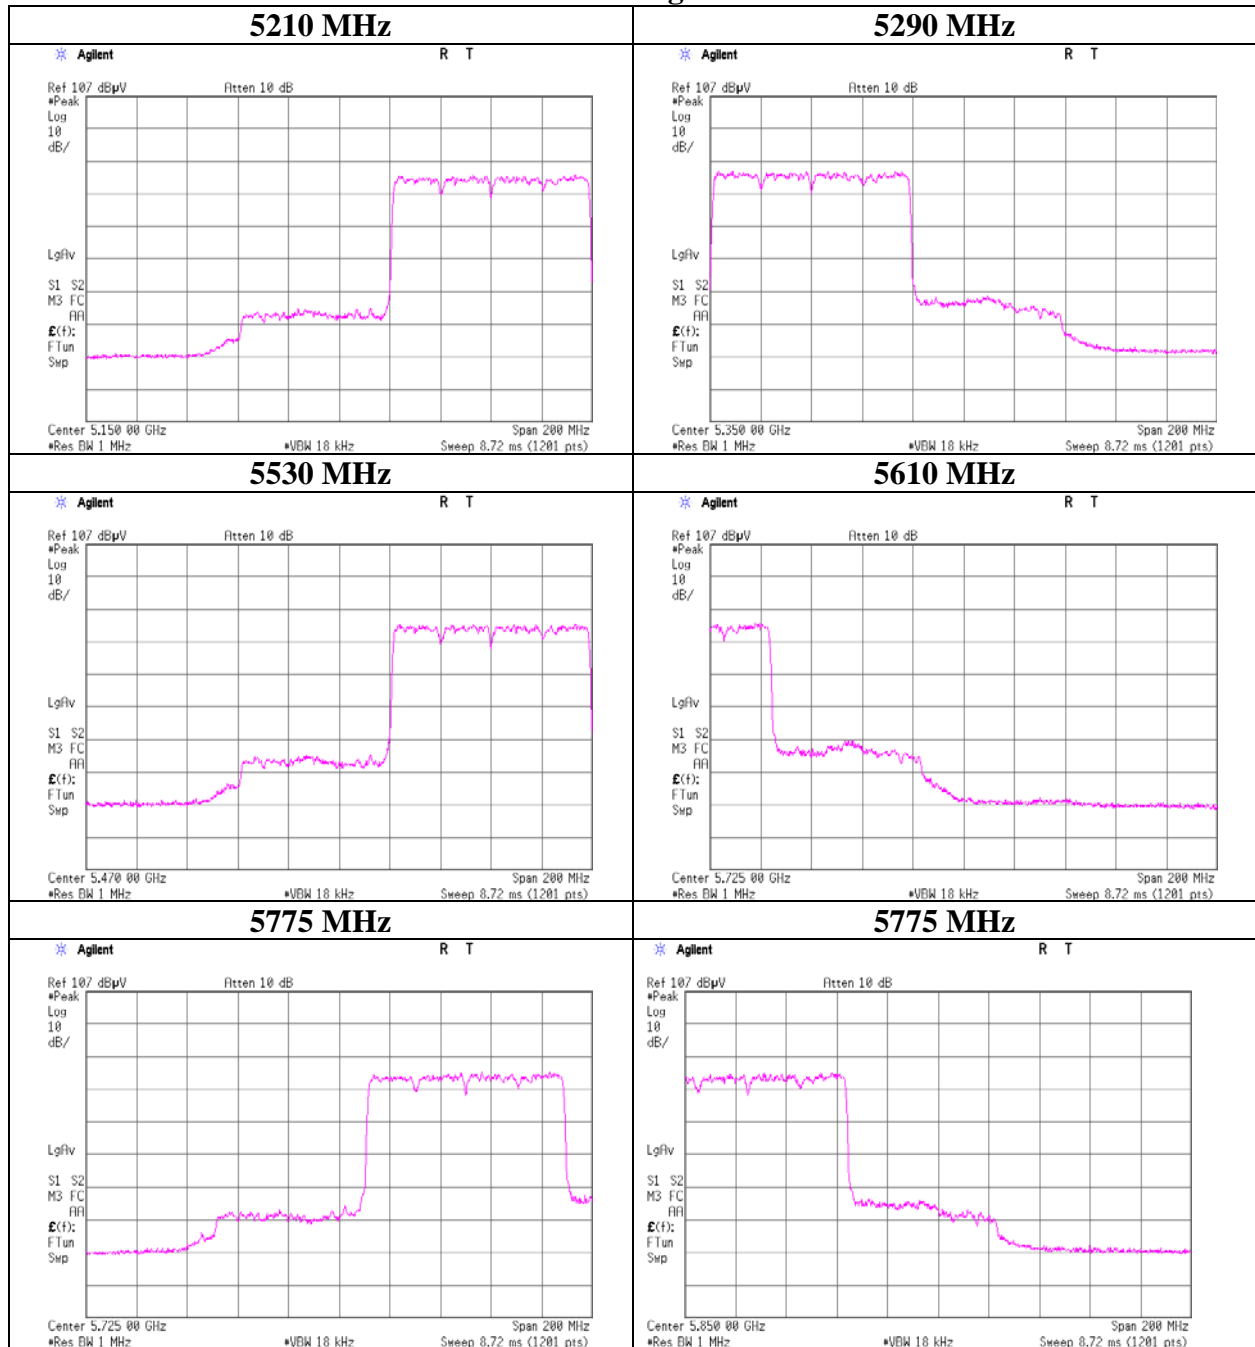 5210 MHz
5290 MHz
Agilent
R T
Ref 107 dBµV
Atten 10 dB
#Peak
Log
10
dB/
LgAv
S1 S2
M3 FC
AA
£(f):
FTun
Swp
Center 5.150 00 GHz
Span 200 MHz
#Res BW 1 MHz
#VBW 18 kHz
Sweep 8.72 ms (1201 pts)
Agilent
R T
Ref 107 dBµV
Atten 10 dB
#Peak
Log
10
dB/
LgAv
S1 S2
M3 FC
AA
£(f):
FTun
Swp
Center 5.350 00 GHz
Span 200 MHz
#Res BW 1 MHz
#VBW 18 kHz
Sweep 8.72 ms (1201 pts)
5530 MHz
5610 MHz
Agilent
R T
Ref 107 dBµV
Atten 10 dB
#Peak
Log
10
dB/
LgAv
S1 S2
M3 FC
AA
£(f):
FTun
Swp
Center 5.470 00 GHz
Span 200 MHz
#Res BW 1 MHz
#VBW 18 kHz
Sweep 8.72 ms (1201 pts)
Agilent
R T
Ref 107 dBµV
Atten 10 dB
#Peak
Log
10
dB/
LgAv
S1 S2
M3 FC
AA
£(f):
FTun
Swp
Center 5.725 00 GHz
Span 200 MHz
#Res BW 1 MHz
#VBW 18 kHz
Sweep 8.72 ms (1201 pts)
5775 MHz
5775 MHz
Agilent
R T
Ref 107 dBµV
Atten 10 dB
#Peak
Log
10
dB/
LgAv
S1 S2
M3 FC
AA
£(f):
FTun
Swp
Center 5.725 00 GHz
Span 200 MHz
#Res BW 1 MHz
#VBW 18 kHz
Sweep 8.72 ms (1201 pts)
Agilent
R T
Ref 107 dBµV
Atten 10 dB
#Peak
Log
10
dB/
LgAv
S1 S2
M3 FC
AA
£(f):
FTun
Swp
Center 5.850 00 GHz
Span 200 MHz
#Res BW 1 MHz
#VBW 18 kHz
Sweep 8.72 ms (1201 pts)